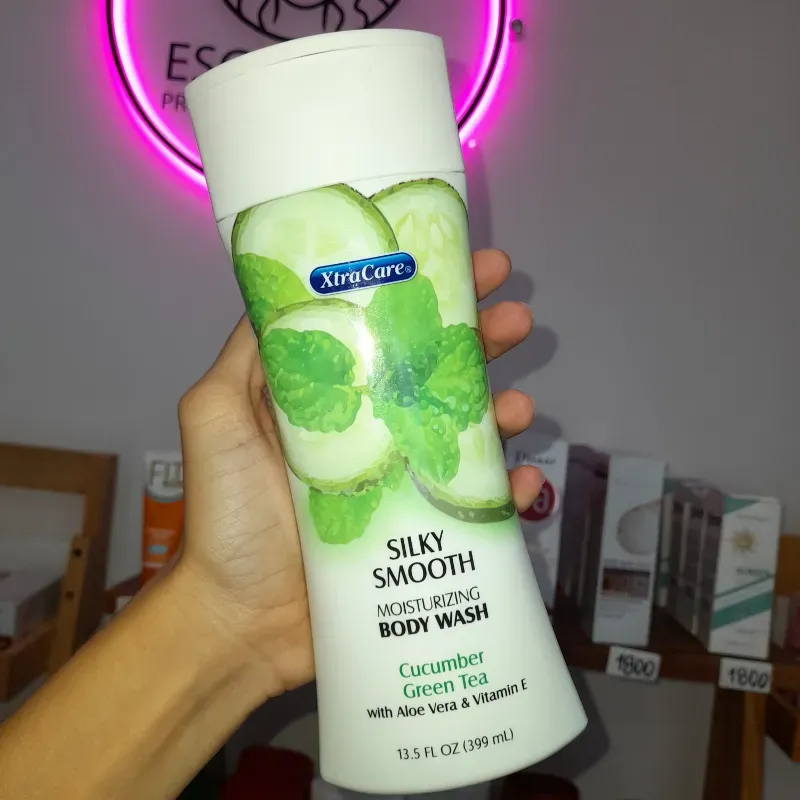 XtraCare®
SILKY
SMOOTH
MOISTURIZING
BODY WASH
Cucumber
Green Tea
with Aloe Vera & Vitamin E
13.5 FL OZ (399 mL)
1800
1800